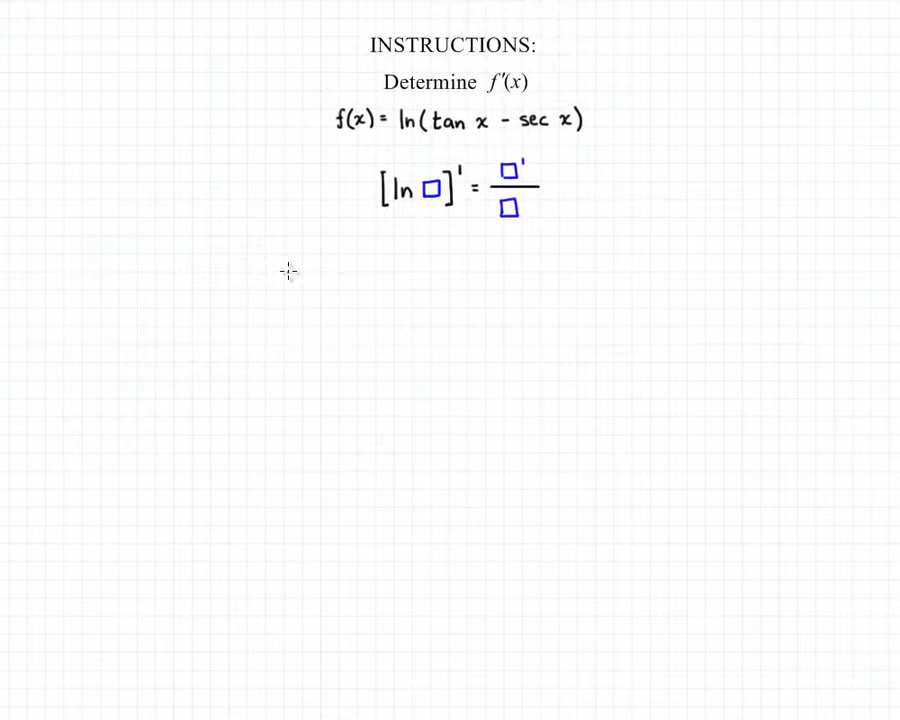 INSTRUCTIONS:
Determine f'(x)
f(x) = ln(tan x - sec x)
[ln □]' = □' / □